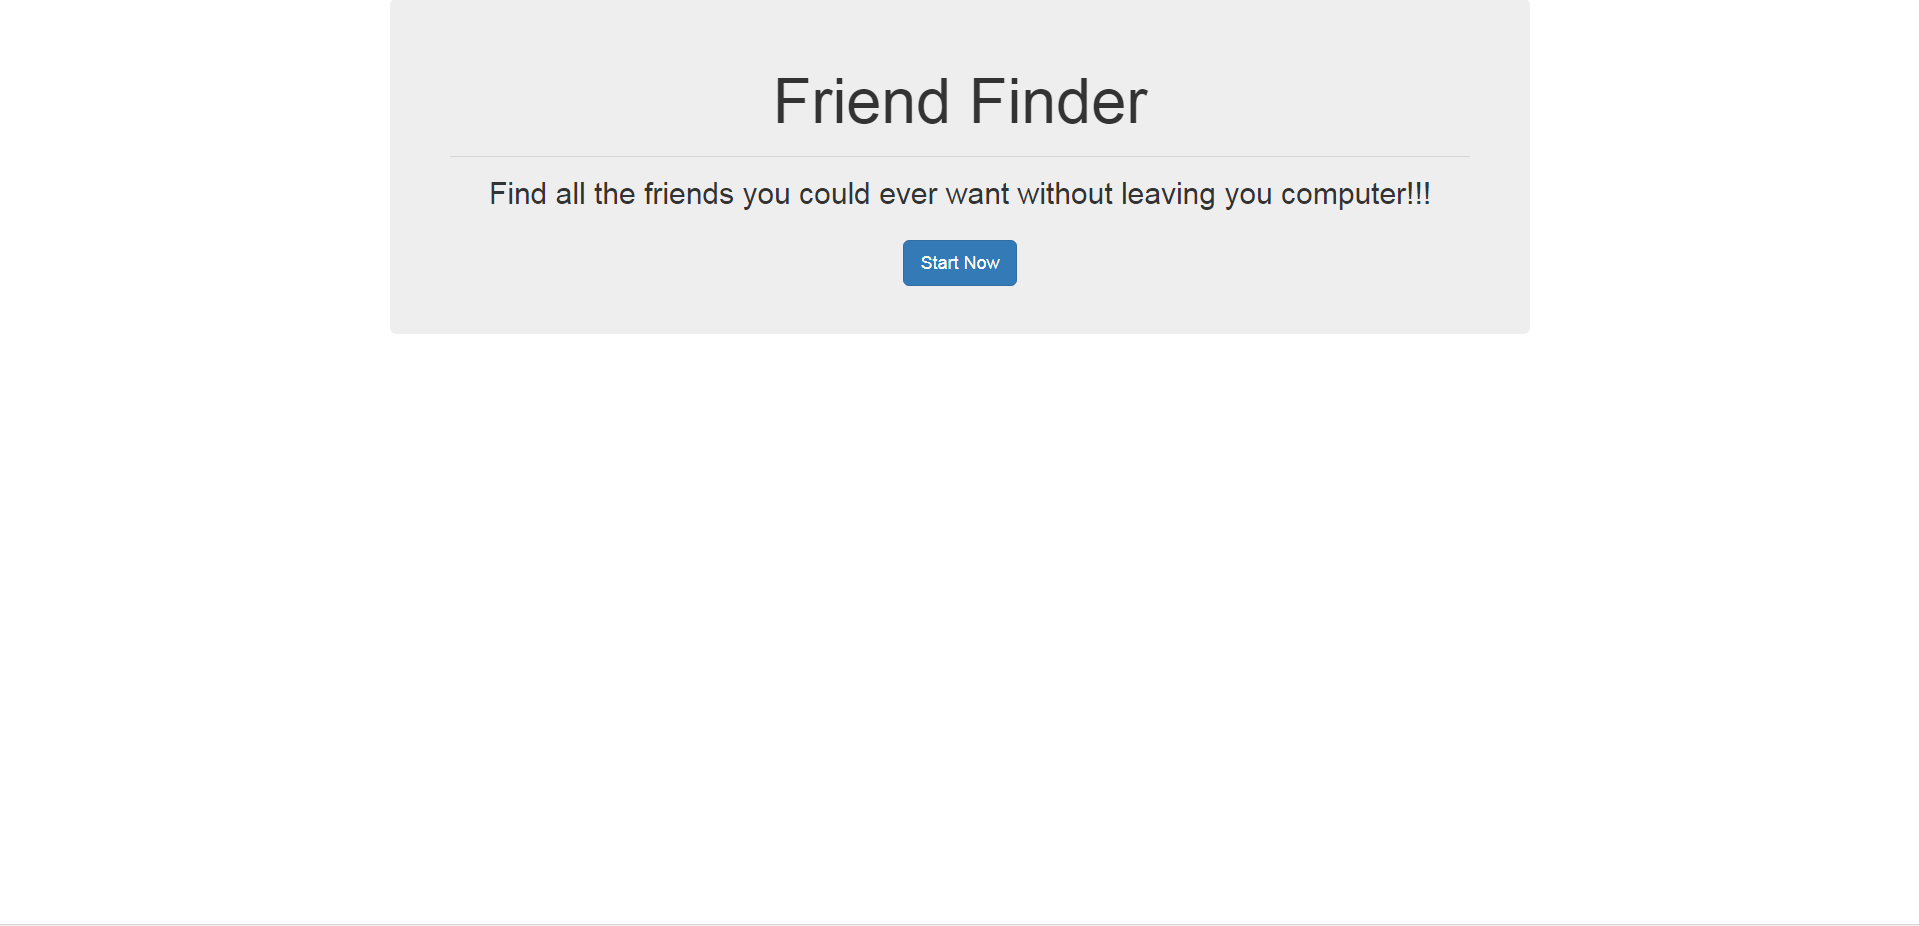 Friend Finder
Find all the friends you could ever want without leaving you computer!!!
Start Now